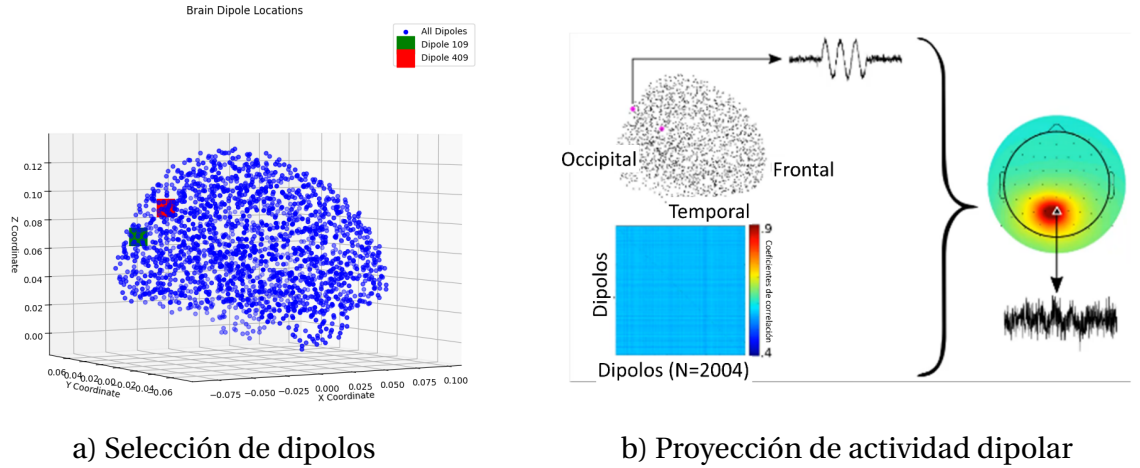 Brain Dipole Locations
All Dipoles
Dipole 109
Dipole 409
0.12
0.10
0.08
0.06
0.04
0.02
0.00
Z Coordinate
0.06 0.04 0.02 0.00 −0.02 −0.04 −0.06
Y Coordinate
−0.075 −0.050 −0.025 0.000 0.025 0.050 0.075 0.100
X Coordinate
a) Selección de dipolos
Occipital
Frontal
Temporal
Dipolos
.9
Coeficientes de correlación
.4
Dipolos (N=2004)
b) Proyección de actividad dipolar